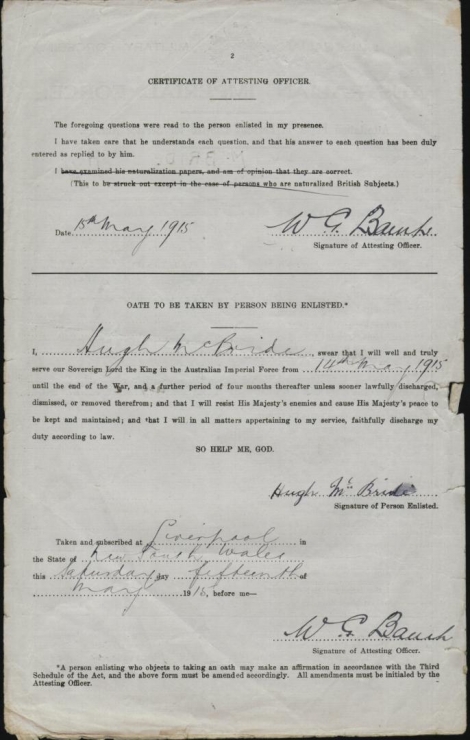 2
CERTIFICATE OF ATTESTING OFFICER.
The foregoing questions were read to the person enlisted in my presence.
I have taken care that he understands each question, and that his answer to each question has been duly
entered as replied to by him.
I have examined his naturalization papers, and am of opinion that they are correct.
(This to be struck out except in the case of persons who are naturalized British Subjects.)
Date 15th May 1915
W. G.
Signature of Attesting Officer.
OATH TO BE TAKEN BY PERSON BEING ENLISTED.*
I, Hugh McBride, swear that I will well and truly
serve our Sovereign Lord the King in the Australian Imperial Force from 14th May 1915
until the end of the War, and a further period of four months thereafter unless sooner lawfully discharged,
dismissed, or removed therefrom; and that I will resist His Majesty's enemies and cause His Majesty's peace to
be kept and maintained; and that I will in all matters appertaining to my service, faithfully discharge my
duty according to law.
SO HELP ME, GOD.
Hugh Mc Bride
Signature of Person Enlisted.
Taken and subscribed at Liverpool in
the State of New South Wales
this Saturday day fifteenth of
May 191, before me—
W. G.
Signature of Attesting Officer.
*A person enlisting who objects to taking an oath may make an affirmation in accordance with the Third
Schedule of the Act, and the above form must be amended accordingly. All amendments must be initialed by the
Attesting Officer.